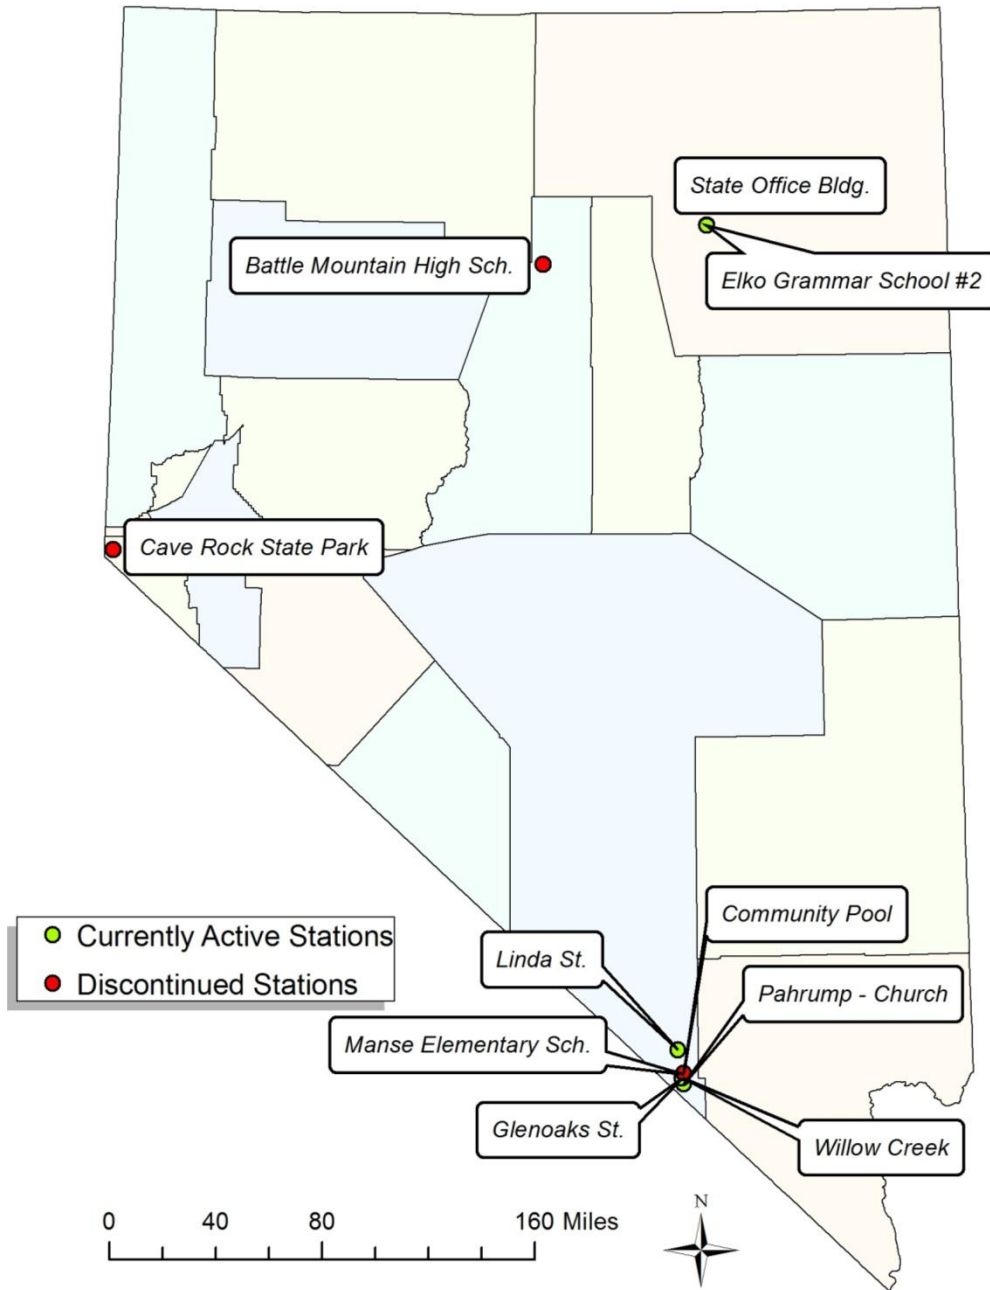 State Office Bldg.
Battle Mountain High Sch.
Elko Grammar School #2
Cave Rock State Park
Community Pool
Currently Active Stations
Linda St.
Discontinued Stations
Pahrump - Church
Manse Elementary Sch.
Glenoaks St.
Willow Creek
N
0 40 80 160 Miles